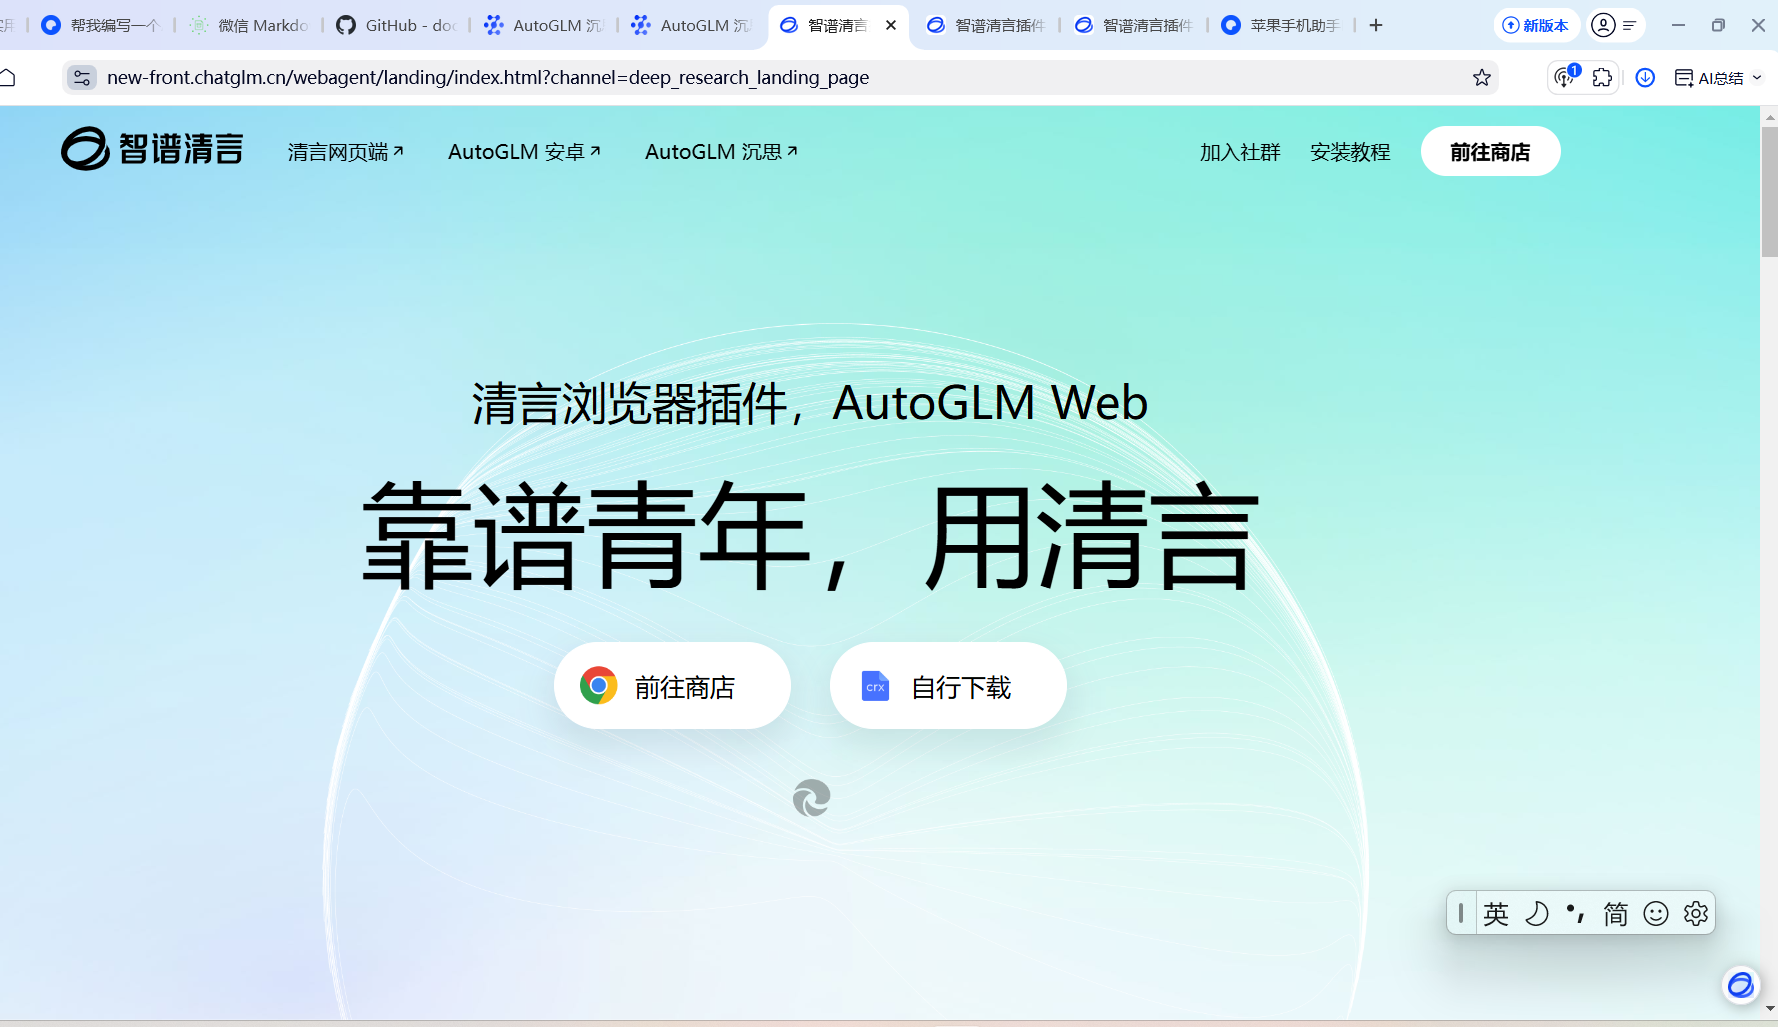 帮我编写一个
微信 Markdo
GitHub - doc
AutoGLM 沉
AutoGLM 沉
智谱清言
智谱清言插件
智谱清言插件
苹果手机助手
新版本
new-front.chatglm.cn/webagent/landing/index.html?channel=deep_research_landing_page
1
AI总结
智谱清言
清言网页端
AutoGLM 安卓
AutoGLM 沉思
加入社群
安装教程
前往商店
清言浏览器插件，AutoGLM Web
靠谱青年，用清言
前往商店
crx
自行下载
英
简